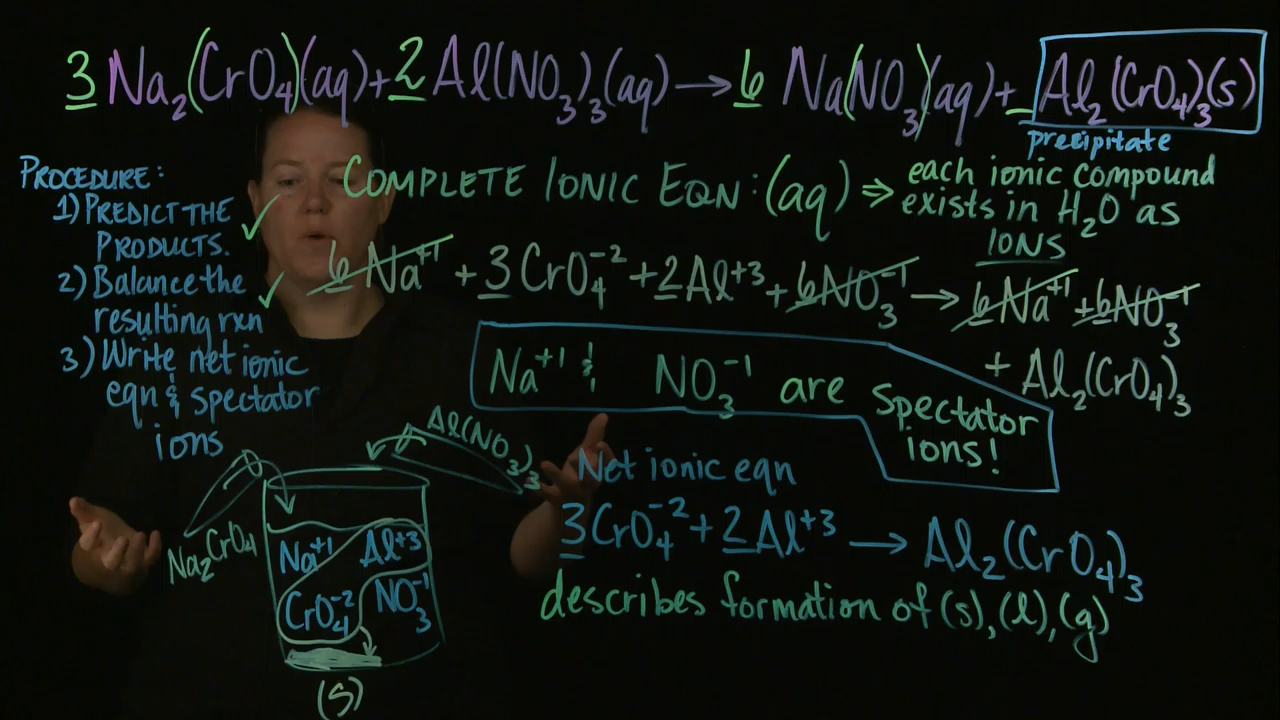 3 Na₂(CrO₄)(aq) + 2 Al(NO₃)₃(aq) → 6 Na(NO₃)(aq) + Al₂(CrO₄)₃(s)
precipitate
PROCEDURE:
1) PREDICT THE
PRODUCTS. ✓
2) Balance the
resulting rxn ✓
3) Write net ionic
eqn & spectator
ions
COMPLETE IONIC EQN: (aq) ⇒ each ionic compound
exists in H₂O as
IONS
6 Na⁺¹ + 3 CrO₄⁻² + 2 Al⁺³ + 6 NO₃⁻¹ → 6 Na⁺¹ + 6 NO₃⁻¹
+ Al₂(CrO₄)₃
Na⁺¹ & NO₃⁻¹ are spectator
ions!
Net ionic eqn
3 CrO₄⁻² + 2 Al⁺³ → Al₂(CrO₄)₃
describes formation of (s), (l), (g)
Al(NO₃)₃
Na₂CrO₄
Na⁺¹ Al⁺³
CrO₄⁻² NO₃⁻¹
(s)